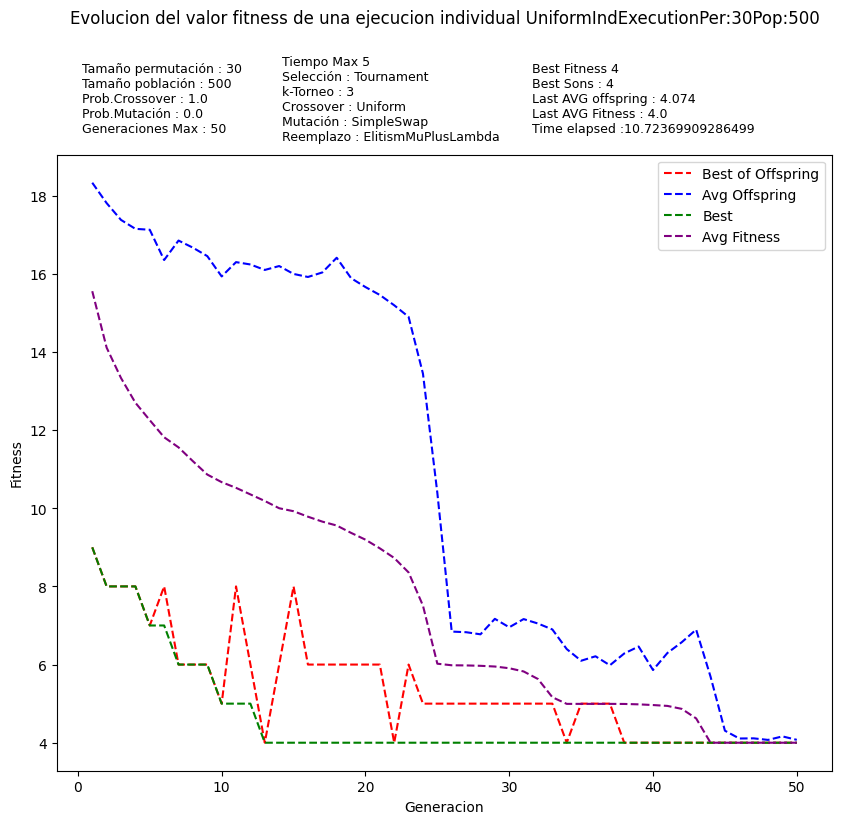 Evolucion del valor fitness de una ejecucion individual UniformIndExecutionPer:30Pop:500
Tamaño permutación : 30
Tamaño población : 500
Prob.Crossover : 1.0
Prob.Mutación : 0.0
Generaciones Max : 50
Tiempo Max 5
Selección : Tournament
k-Torneo : 3
Crossover : Uniform
Mutación : SimpleSwap
Reemplazo : ElitismMuPlusLambda
Best Fitness 4
Best Sons : 4
Last AVG offspring : 4.074
Last AVG Fitness : 4.0
Time elapsed :10.72369909286499
Best of Offspring
Avg Offspring
Best
Avg Fitness
Fitness
18
16
14
12
10
8
6
4
0
10
20
30
40
50
Generacion